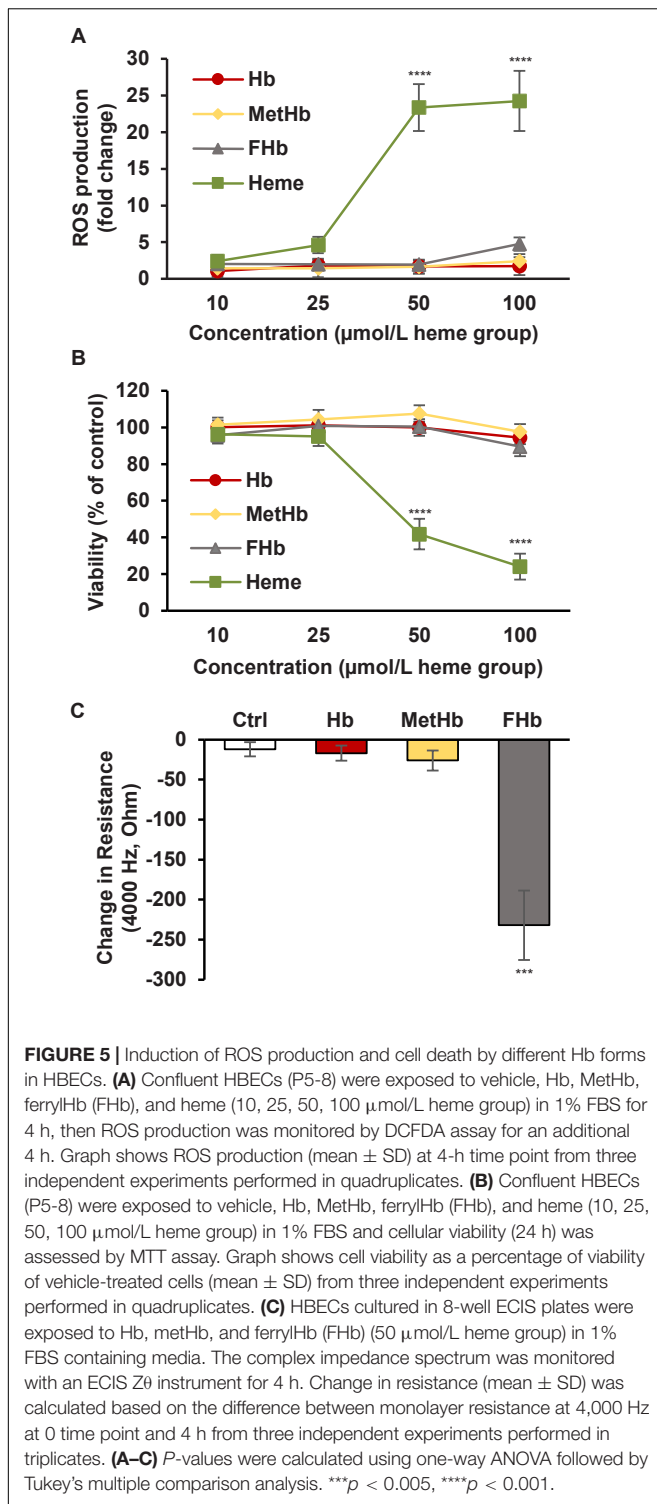 A
30
25
20
15
10
5
0
ROS production
(fold change)
Hb
MetHb
FHb
Heme
****
****
10 25 50 100
Concentration (µmol/L heme group)
B
120
100
80
60
40
20
0
Viability (% of control)
Hb
MetHb
FHb
Heme
****
****
10 25 50 100
Concentration (µmol/L heme group)
C
Ctrl Hb MetHb FHb
0
-50
-100
-150
-200
-250
-300
Change in Resistance
(4000 Hz, Ohm)
***
FIGURE 5 | Induction of ROS production and cell death by different Hb forms
in HBECs. (A) Confluent HBECs (P5-8) were exposed to vehicle, Hb, MetHb,
ferrylHb (FHb), and heme (10, 25, 50, 100 µmol/L heme group) in 1% FBS for
4 h, then ROS production was monitored by DCFDA assay for an additional
4 h. Graph shows ROS production (mean ± SD) at 4-h time point from three
independent experiments performed in quadruplicates. (B) Confluent HBECs
(P5-8) were exposed to vehicle, Hb, MetHb, ferrylHb (FHb), and heme (10, 25,
50, 100 µmol/L heme group) in 1% FBS and cellular viability (24 h) was
assessed by MTT assay. Graph shows cell viability as a percentage of viability
of vehicle-treated cells (mean ± SD) from three independent experiments
performed in quadruplicates. (C) HBECs cultured in 8-well ECIS plates were
exposed to Hb, metHb, and ferrylHb (FHb) (50 µmol/L heme group) in 1%
FBS containing media. The complex impedance spectrum was monitored
with an ECIS Zθ instrument for 4 h. Change in resistance (mean ± SD) was
calculated based on the difference between monolayer resistance at 4,000 Hz
at 0 time point and 4 h from three independent experiments performed in
triplicates. (A–C) P-values were calculated using one-way ANOVA followed by
Tukey's multiple comparison analysis. ***p < 0.005, ****p < 0.001.